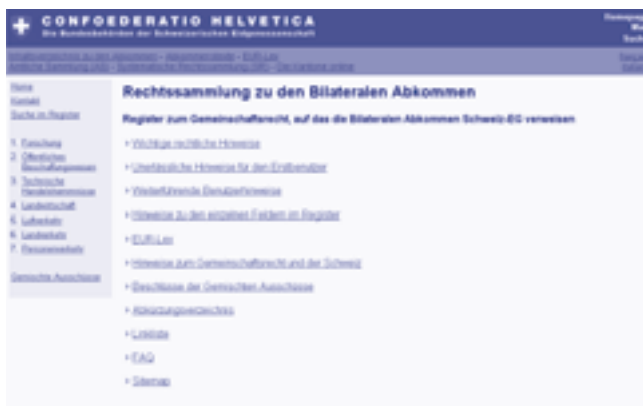 CONFOEDERATIO HELVETICA
Die Bundesbehörden der Schweizerischen Eidgenossenschaft
Homepage
Home
Kontakt
Suche im Register
1. Forschung
2. Öffentliches
Beschaffungswesen
3. Technische
Handelshemmnisse
4. Landwirtschaft
5. Luftverkehr
6. Landverkehr
7. Personenverkehr
Gemischte Ausschüsse
Rechtssammlung zu den Bilateralen Abkommen
Register zum Gemeinschaftsrecht, auf das die Bilateralen Abkommen Schweiz-EG verweisen
Wichtige rechtliche Hinweise
Unerlässliche Hinweise für den Erstbenutzer
Weiterführende Benutzerhinweise
Hinweise zu den einzelnen Feldern im Register
EUR-Lex
Hinweise zum Gemeinschaftsrecht und der Schweiz
Beschlüsse der Gemischten Ausschüsse
Abkürzungsverzeichnis
Linkliste
FAQ
Sitemap